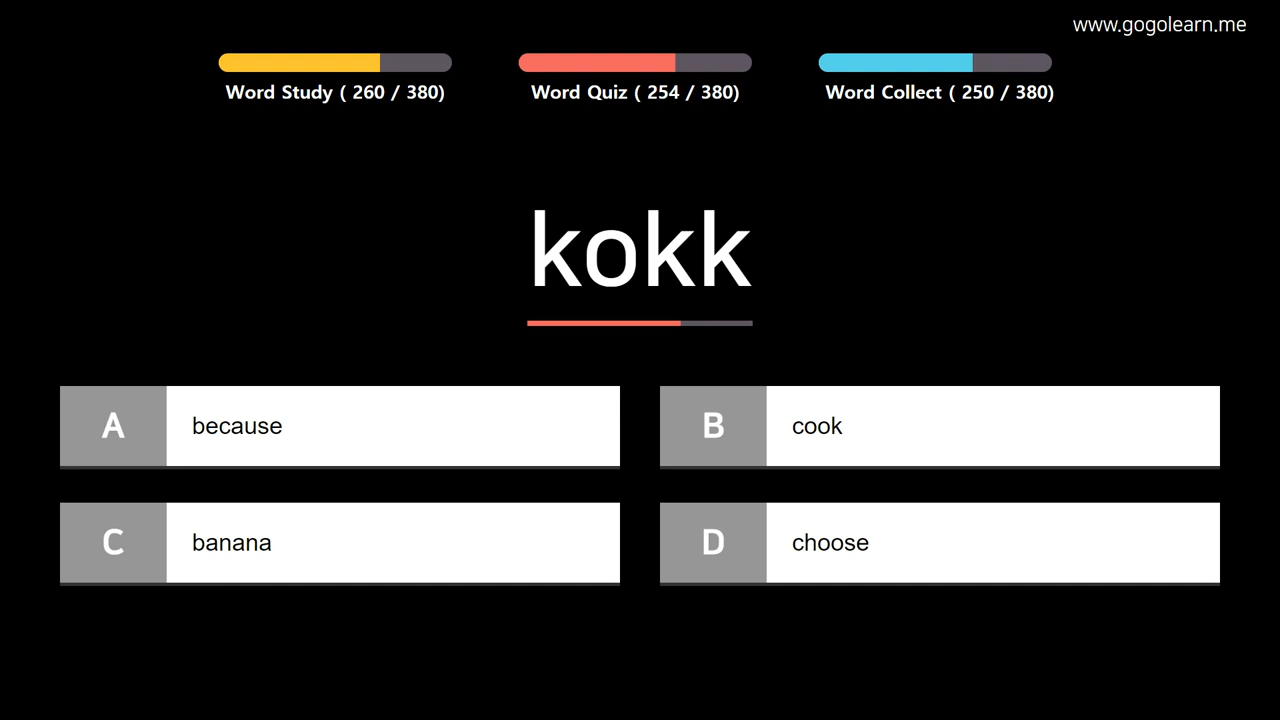 www.gogolearn.me
Word Study ( 260 / 380)
Word Quiz ( 254 / 380)
Word Collect ( 250 / 380)
kokk
A because
B cook
C banana
D choose